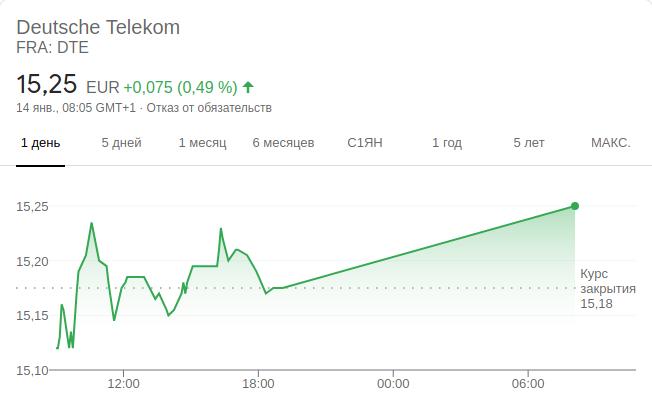 Deutsche Telekom
FRA: DTE
15,25 EUR +0,075 (0,49 %)
14 янв., 08:05 GMT+1 · Отказ от обязательств
1 день 5 дней 1 месяц 6 месяцев С1ЯН 1 год 5 лет МАКС.
15,25
15,20
Курс
закрытия
15,18
15,15
15,10
12:00 18:00 00:00 06:00